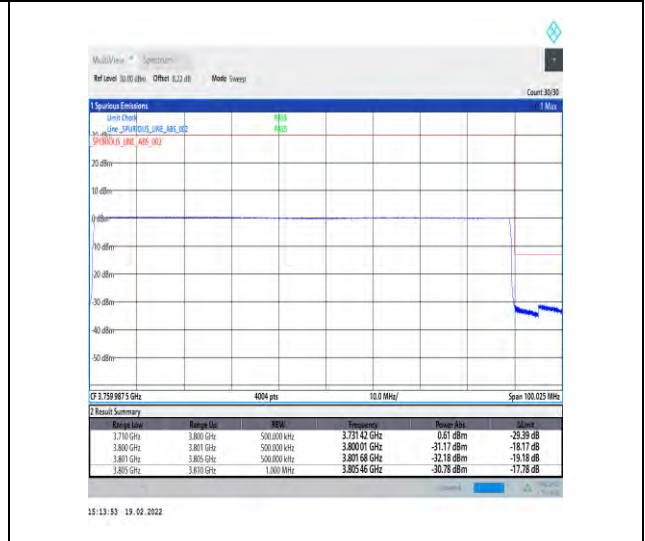 MultiView Spectrum
Ref Level 30.00 dBm Offset 8.22 dB Mode Sweep
Count 30/30
1 Spurious Emissions 1 Max
Limit Check PASS
Line _SPURIOUS_LINE_ABS_002 PASS
_SPURIOUS_LINE_ABS_002
20 dBm
10 dBm
0 dBm
-10 dBm
-20 dBm
-30 dBm
-40 dBm
-50 dBm
CF 3.759 987 5 GHz 4004 pts 10.0 MHz/ Span 100.025 MHz
2 Result Summary
Range Low Range Up RBW Frequency Power Abs ΔLimit
3.710 GHz 3.800 GHz 500.000 kHz 3.731 42 GHz 0.61 dBm -29.39 dB
3.800 GHz 3.801 GHz 500.000 kHz 3.800 01 GHz -31.17 dBm -18.17 dB
3.801 GHz 3.805 GHz 500.000 kHz 3.801 68 GHz -32.18 dBm -19.18 dB
3.805 GHz 3.810 GHz 1.000 MHz 3.805 46 GHz -30.78 dBm -17.78 dB
15:13:53 19.02.2022